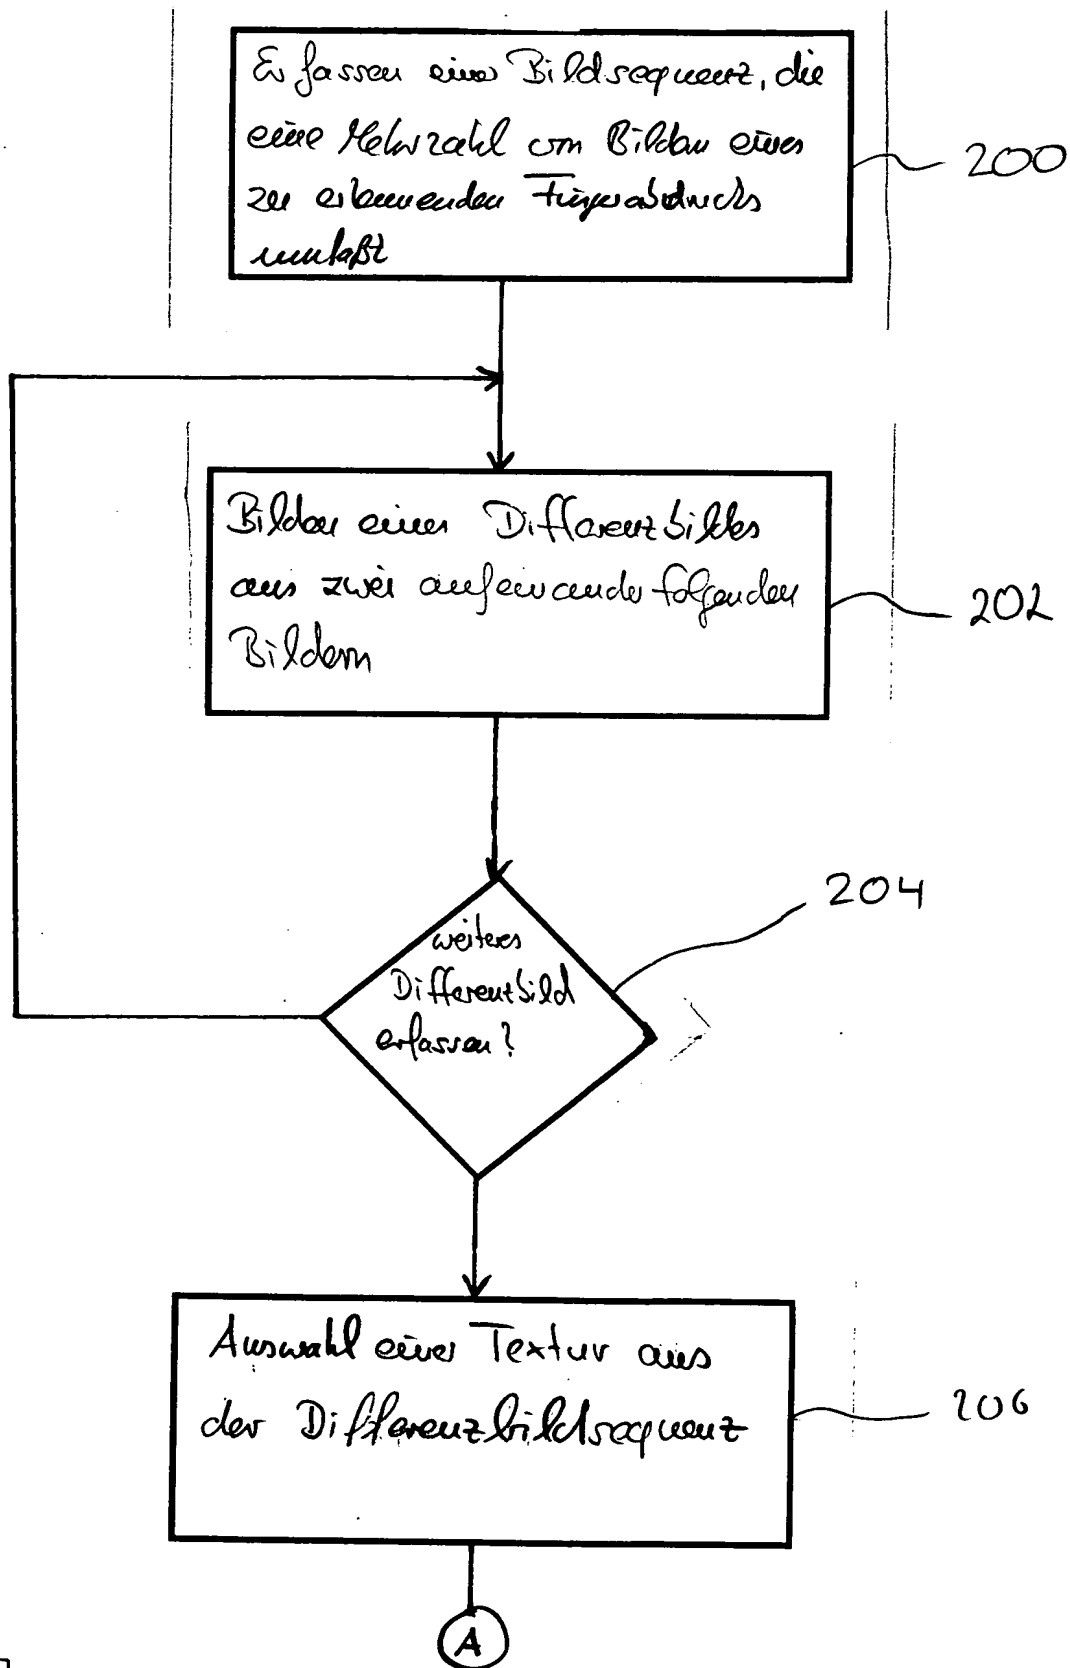 Erfassen einer Bildsequenz, die
eine Mehrzahl von Bildern eines
zu erkennenden Fingerabdrucks
umfaßt
200
Bilden eines Differenzbildes
aus zwei aufeinanderfolgenden
Bildern
202
204
weiteres
Differenzbild
erfassen?
Auswahl einer Textur aus
der Differenzbildsequenz
206
A